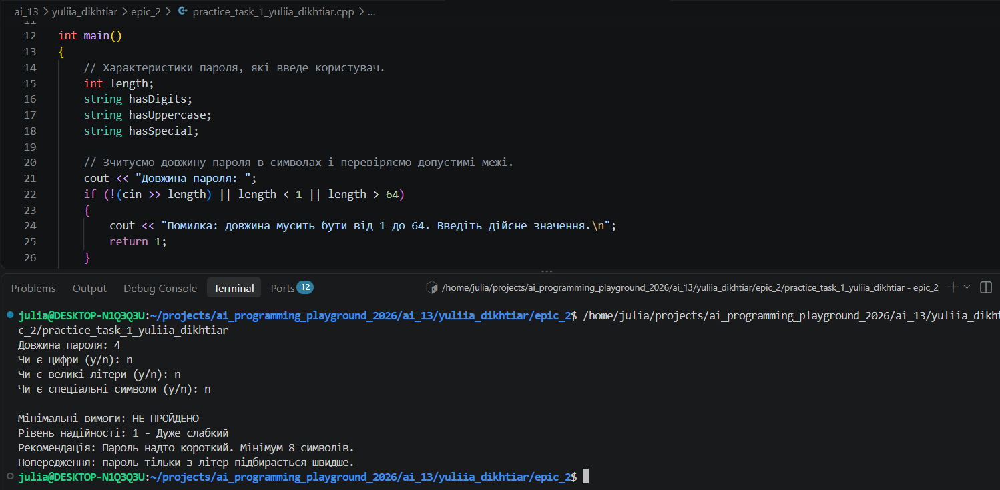 ai_13 > yuliia_dikhtiar > epic_2 > practice_task_1_yuliia_dikhtiar.cpp > ...
11
12 int main()
13 {
14 // Характеристики пароля, які введе користувач.
15 int length;
16 string hasDigits;
17 string hasUppercase;
18 string hasSpecial;
19
20 // Зчитуємо довжину пароля в символах і перевіряємо допустимі межі.
21 cout << "Довжина пароля: ";
22 if (!(cin >> length) || length < 1 || length > 64)
23 {
24 cout << "Помилка: довжина мусить бути від 1 до 64. Введіть дійсне значення.\n";
25 return 1;
26 }
Problems Output Debug Console Terminal Ports 12 /home/julia/projects/ai_programming_playground_2026/ai_13/yuliia_dikhtiar/epic_2/practice_task_1_yuliia_dikhtiar - epic_2
julia@DESKTOP-N1Q3Q3U:~/projects/ai_programming_playground_2026/ai_13/yuliia_dikhtiar/epic_2$ /home/julia/projects/ai_programming_playground_2026/ai_13/yuliia_dikht
c_2/practice_task_1_yuliia_dikhtiar
Довжина пароля: 4
Чи є цифри (y/n): n
Чи є великі літери (y/n): n
Чи є спеціальні символи (y/n): n
Мінімальні вимоги: НЕ ПРОЙДЕНО
Рівень надійності: 1 - Дуже слабкий
Рекомендація: Пароль надто короткий. Мінімум 8 символів.
Попередження: пароль тільки з літер підбирається швидше.
julia@DESKTOP-N1Q3Q3U:~/projects/ai_programming_playground_2026/ai_13/yuliia_dikhtiar/epic_2$